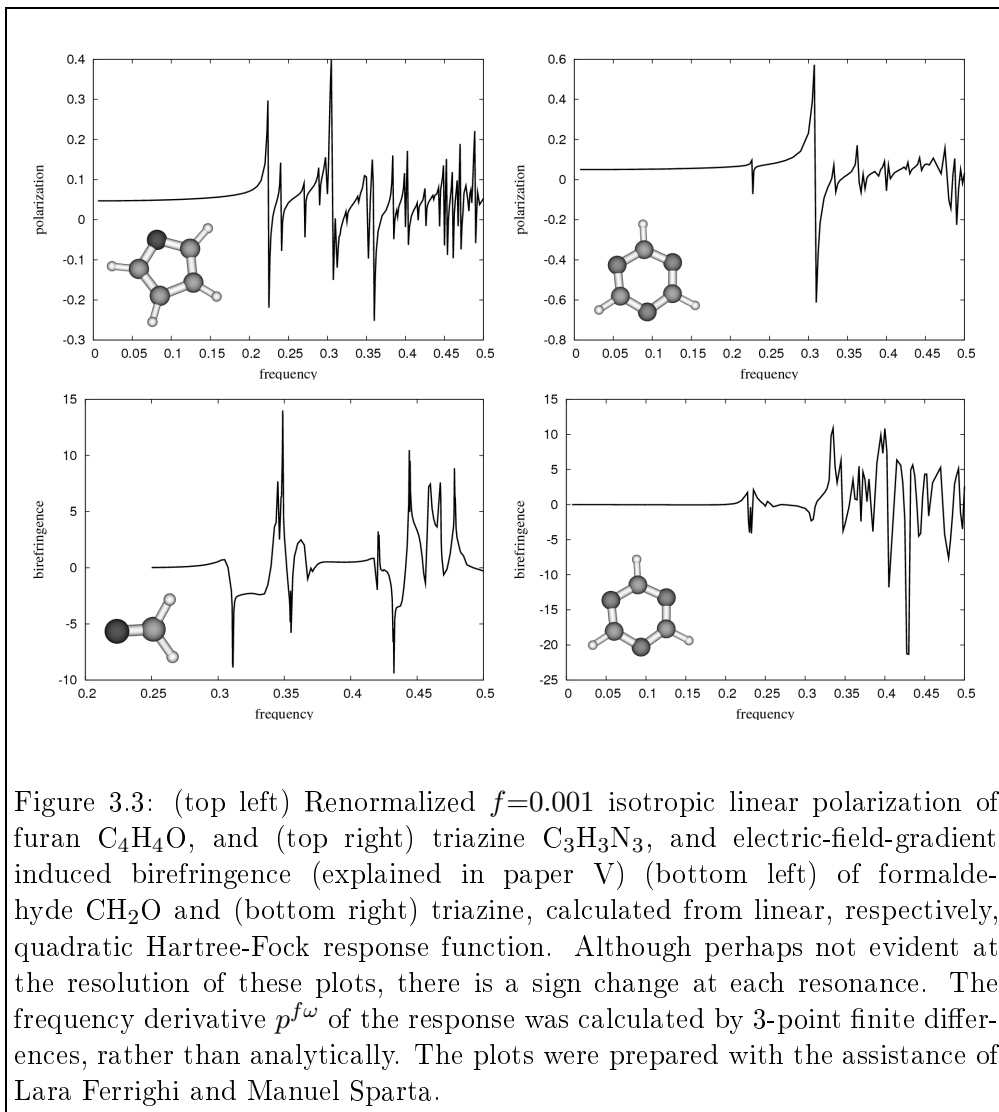 0.4
0.3
0.2
0.1
0
-0.1
-0.2
-0.3
polarization
0 0.05 0.1 0.15 0.2 0.25 0.3 0.35 0.4 0.45 0.5
frequency
0.6
0.4
0.2
0
-0.2
-0.4
-0.6
-0.8
polarization
0 0.05 0.1 0.15 0.2 0.25 0.3 0.35 0.4 0.45 0.5
frequency
15
10
5
0
-5
-10
birefringence
0.2 0.25 0.3 0.35 0.4 0.45 0.5
frequency
15
10
5
0
-5
-10
-15
-20
-25
birefringence
0 0.05 0.1 0.15 0.2 0.25 0.3 0.35 0.4 0.45 0.5
frequency
Figure 3.3: (top left) Renormalized f=0.001 isotropic linear polarization of
furan C₄H₄O, and (top right) triazine C₃H₃N₃, and electric-field-gradient
induced birefringence (explained in paper V) (bottom left) of formalde-
hyde CH₂O and (bottom right) triazine, calculated from linear, respectively,
quadratic Hartree-Fock response function. Although perhaps not evident at
the resolution of these plots, there is a sign change at each resonance. The
frequency derivative p^{fω} of the response was calculated by 3-point finite differ-
ences, rather than analytically. The plots were prepared with the assistance of
Lara Ferrighi and Manuel Sparta.